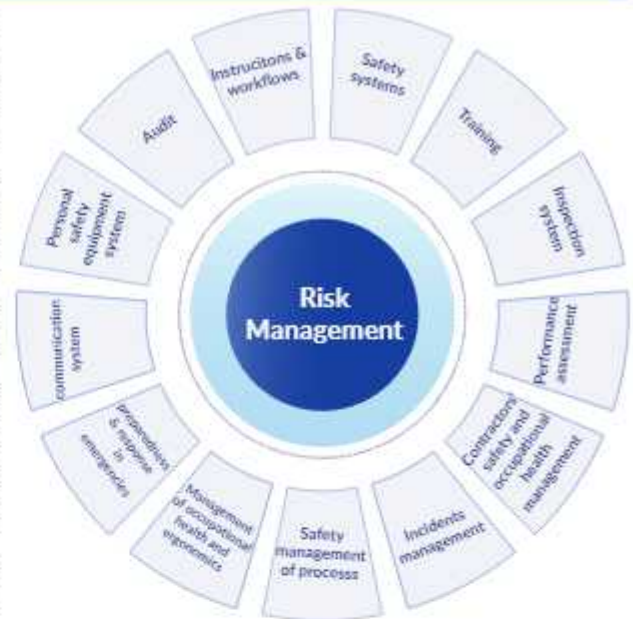 Risk
Management
Safety
systems
Training
Inspection
system
Performance
assessment
Contractors'
safety and
occupational
health
management
Incidents
management
Safety
management
of processs
Management
of occupational
health and
ergonomics
preparedness
& response
in
emergencies
communication
system
Personal
safety
equipment
system
Audit
Instrucitons &
workflows